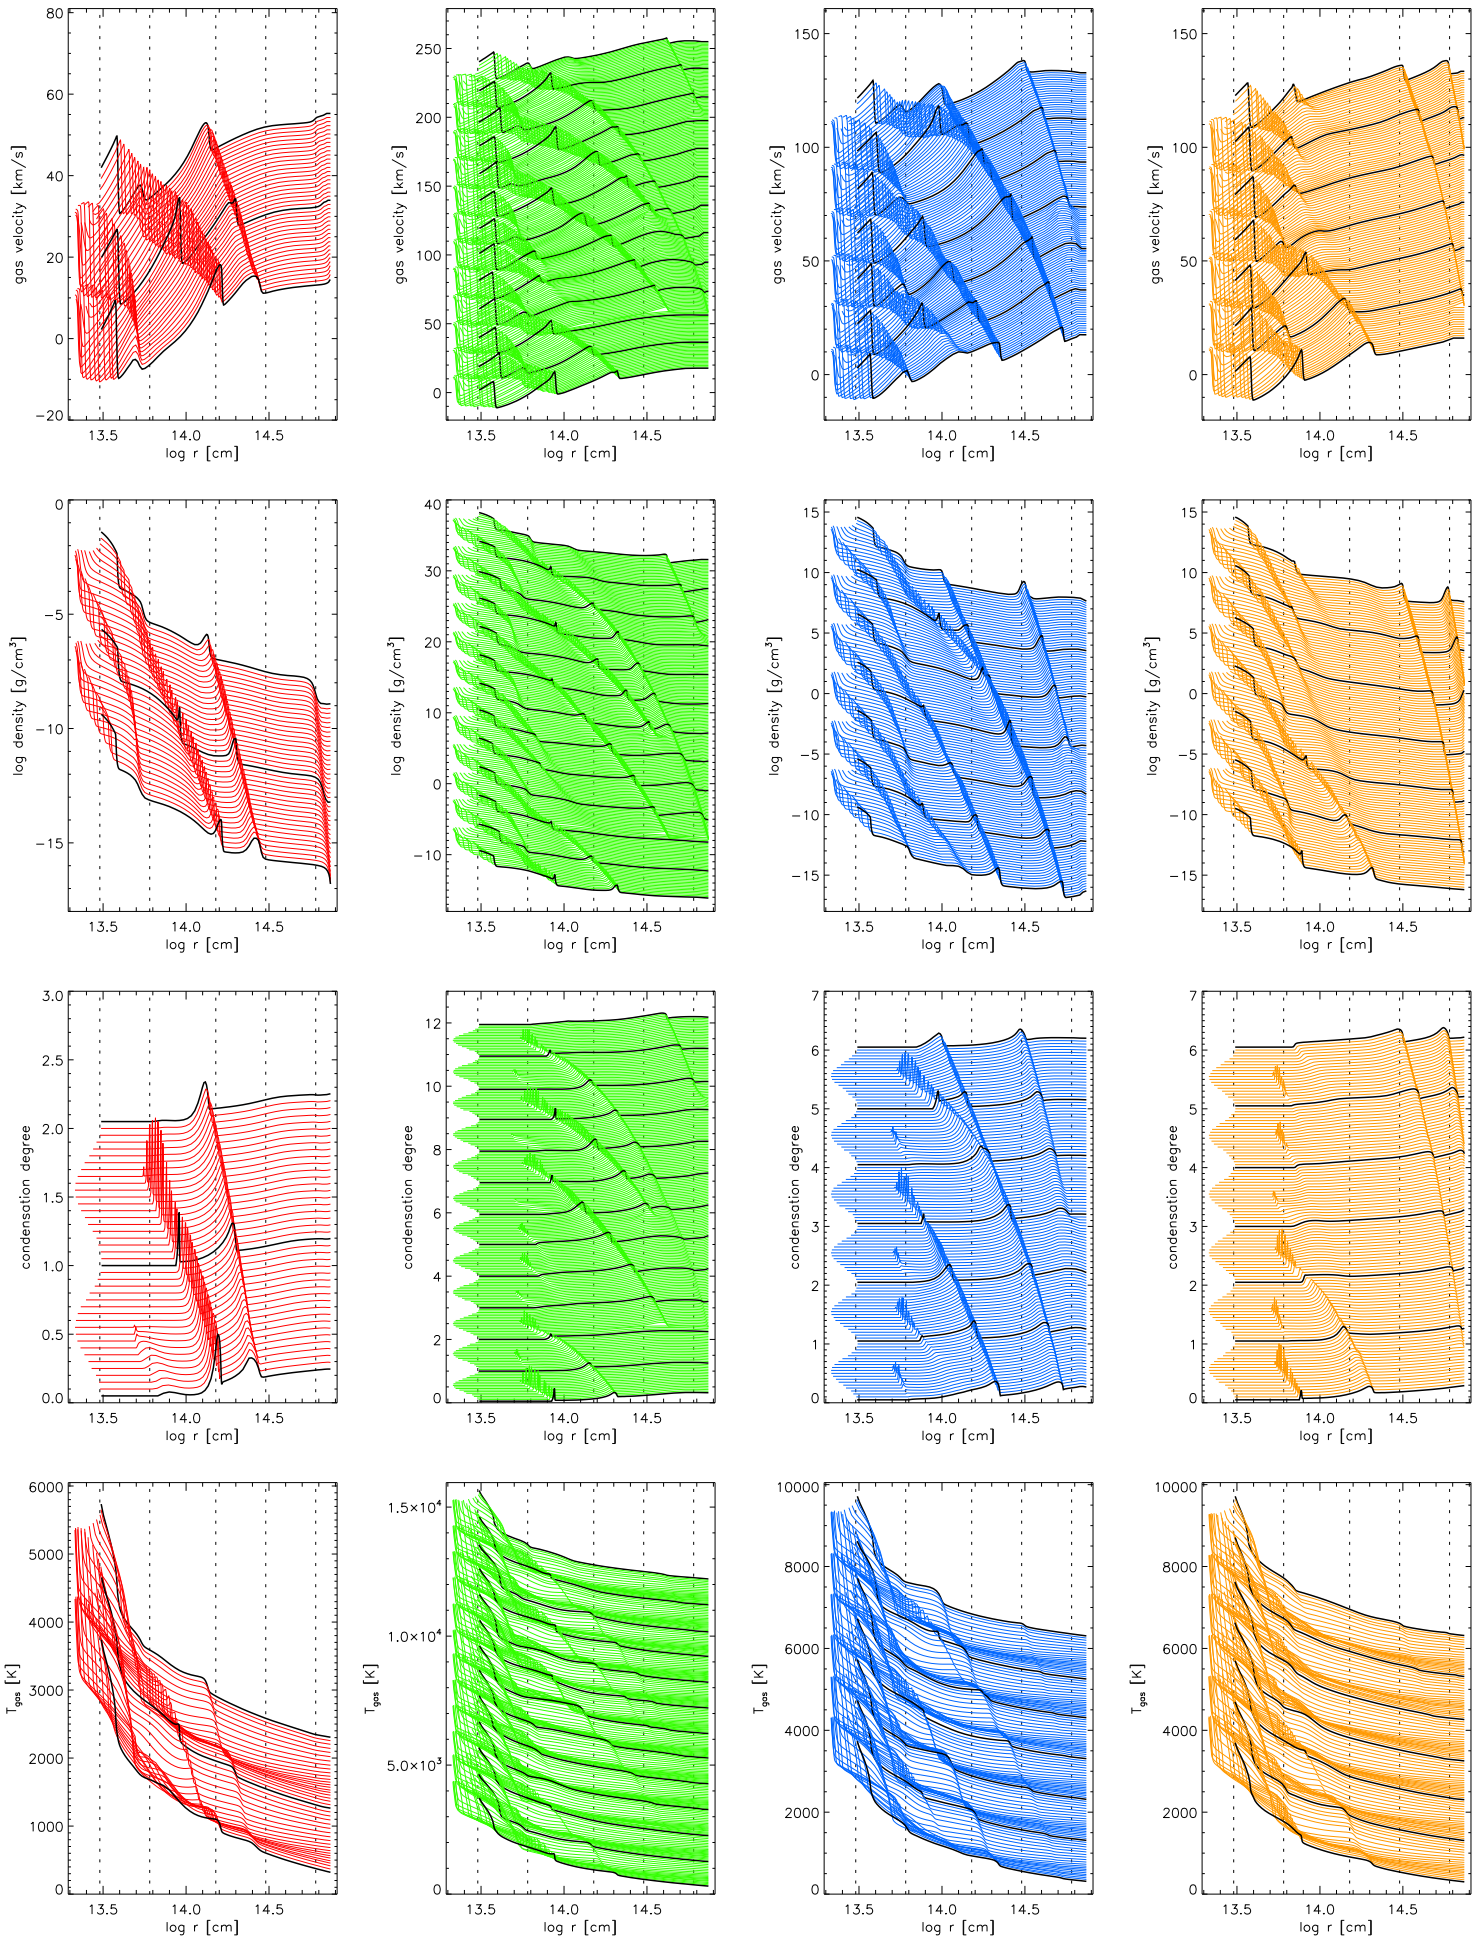 80
60
40
20
0
−20
gas velocity [km/s]
13.5 14.0 14.5
log r [cm]
250
200
150
100
50
0
gas velocity [km/s]
13.5 14.0 14.5
log r [cm]
150
100
50
0
gas velocity [km/s]
13.5 14.0 14.5
log r [cm]
150
100
50
0
gas velocity [km/s]
13.5 14.0 14.5
log r [cm]
0
−5
−10
−15
log density [g/cm³]
13.5 14.0 14.5
log r [cm]
40
30
20
10
0
−10
log density [g/cm³]
13.5 14.0 14.5
log r [cm]
15
10
5
0
−5
−10
−15
log density [g/cm³]
13.5 14.0 14.5
log r [cm]
15
10
5
0
−5
−10
−15
log density [g/cm³]
13.5 14.0 14.5
log r [cm]
3.0
2.5
2.0
1.5
1.0
0.5
0.0
condensation degree
13.5 14.0 14.5
log r [cm]
12
10
8
6
4
2
0
condensation degree
13.5 14.0 14.5
log r [cm]
7
6
5
4
3
2
1
0
condensation degree
13.5 14.0 14.5
log r [cm]
7
6
5
4
3
2
1
0
condensation degree
13.5 14.0 14.5
log r [cm]
6000
5000
4000
3000
2000
1000
0
Tgas [K]
13.5 14.0 14.5
log r [cm]
1.5×10⁴
1.0×10⁴
5.0×10³
0
Tgas [K]
13.5 14.0 14.5
log r [cm]
10000
8000
6000
4000
2000
0
Tgas [K]
13.5 14.0 14.5
log r [cm]
10000
8000
6000
4000
2000
0
Tgas [K]
13.5 14.0 14.5
log r [cm]